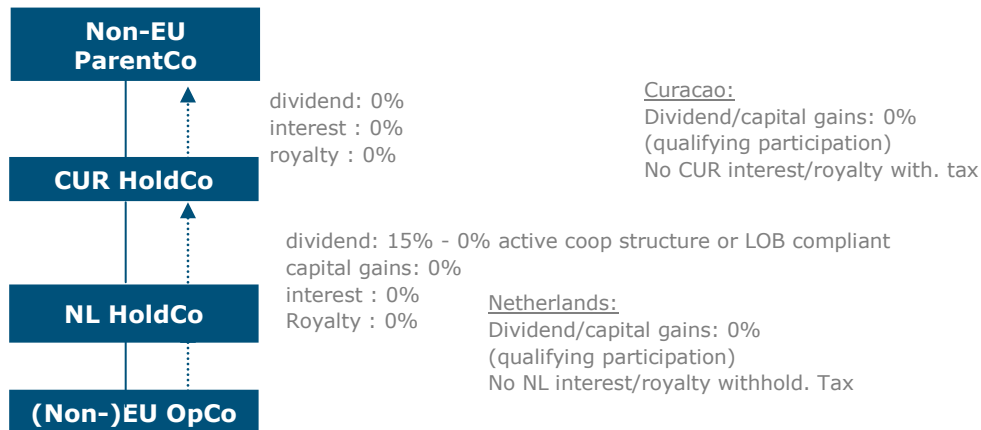 Non-EU
ParentCo
dividend: 0%
interest : 0%
royalty : 0%
Curacao:
Dividend/capital gains: 0%
(qualifying participation)
No CUR interest/royalty with. tax
CUR HoldCo
dividend: 15% - 0% active coop structure or LOB compliant
capital gains: 0%
interest : 0%
Royalty : 0%
NL HoldCo
Netherlands:
Dividend/capital gains: 0%
(qualifying participation)
No NL interest/royalty withhold. Tax
(Non-)EU OpCo